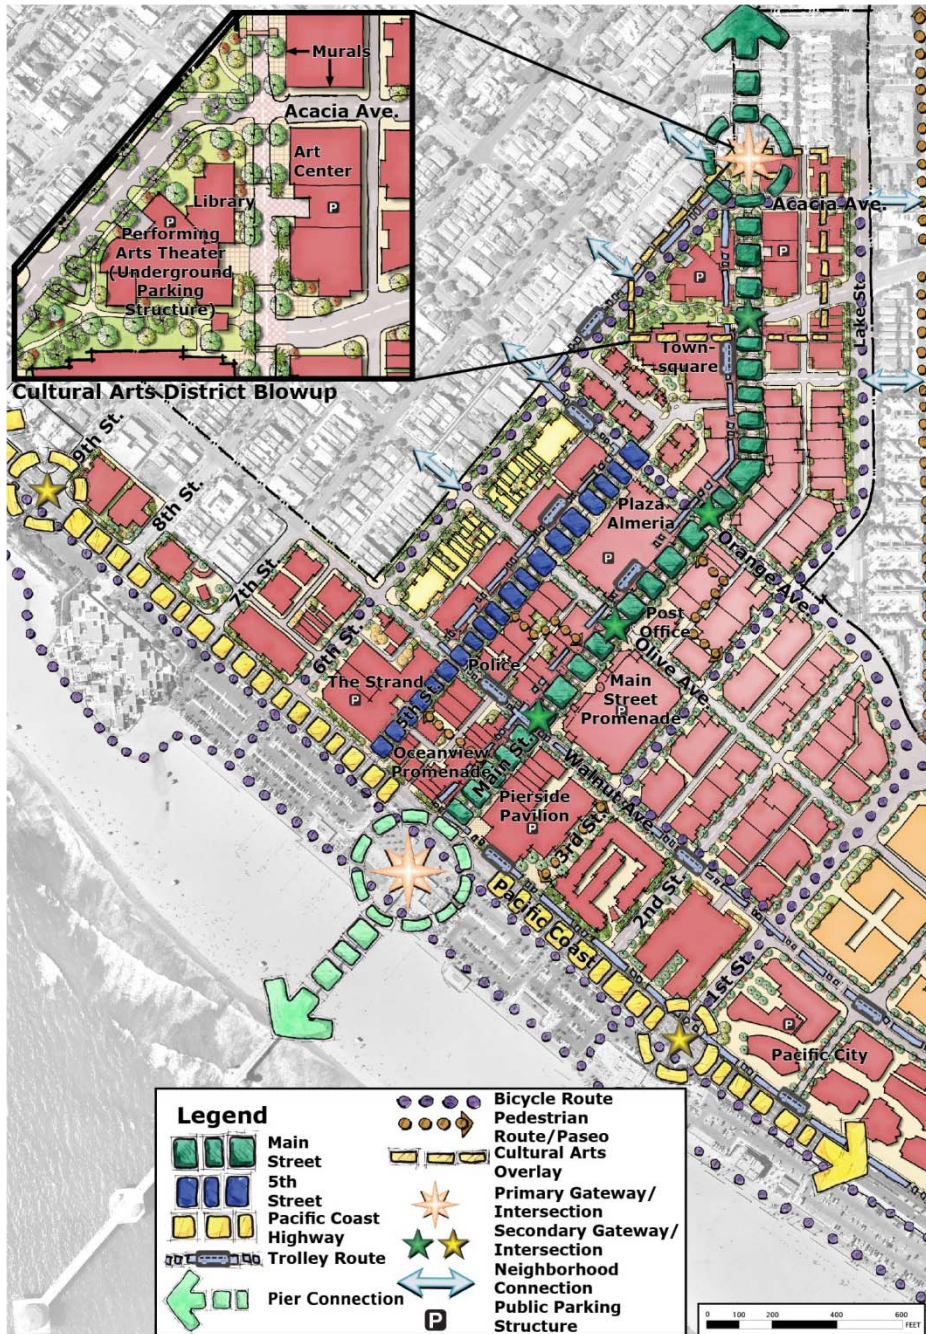 Murals
Acacia Ave.
Art
Center
Library
P
P
Performing
Arts Theater
(Underground
Parking
Structure)
Cultural Arts District Blowup
Acacia Ave.
P
P
Lake St.
Town-
square
9th St.
8th St.
7th St.
6th St.
Plaza
Almeria
P
Orange Ave.
Post
Office
Olive Ave.
Police
The Strand
P
5th St.
Main
Street
Promenade
P
Oceanview
Promenade
Main St.
Walnut Ave.
Pierside
Pavilion
P
3rd St.
2nd St.
1st St.
Pacific Coast
P
Pacific City
Legend
Main
Street
5th
Street
Pacific Coast
Highway
Trolley Route
Pier Connection
Bicycle Route
Pedestrian
Route/Paseo
Cultural Arts
Overlay
Primary Gateway/
Intersection
Secondary Gateway/
Intersection
Neighborhood
Connection
P
Public Parking
Structure
0 100 200 400 600
FEET